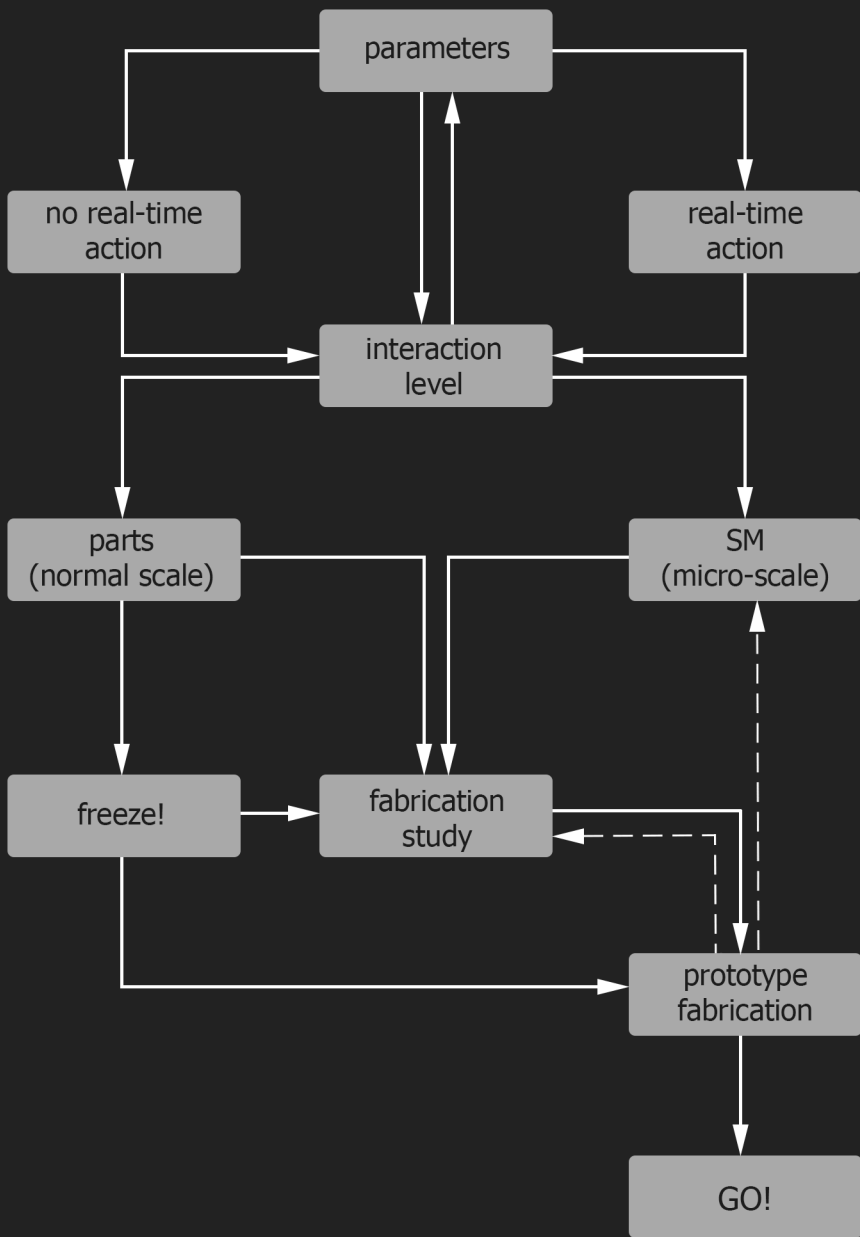 parameters
no real-time
action
real-time
action
interaction
level
parts
(normal scale)
SM
(micro-scale)
freeze!
fabrication
study
prototype
fabrication
GO!